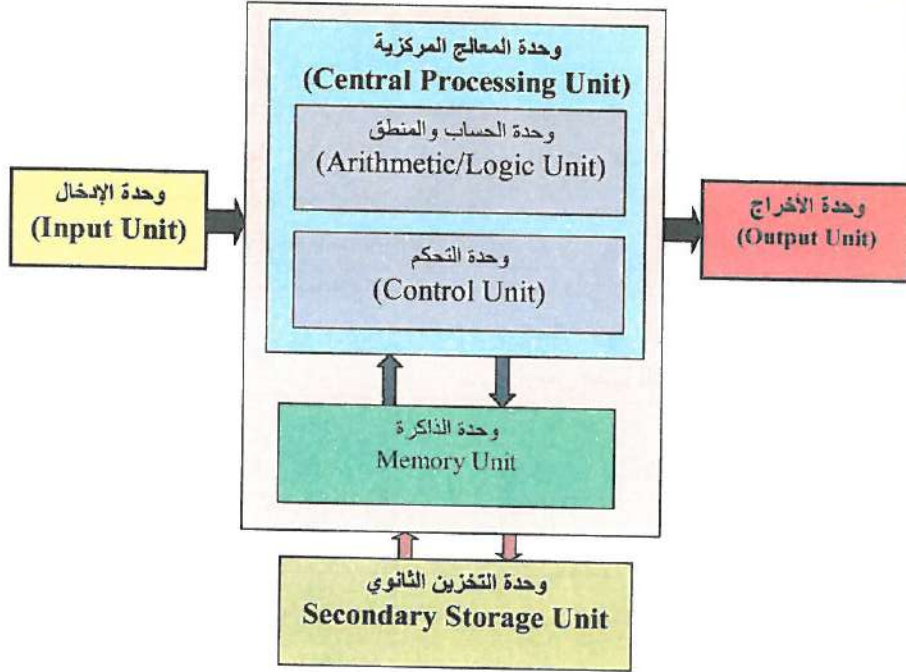 وحدة المعالج المركزية
(Central Processing Unit)
وحدة الحساب والمنطق
(Arithmetic/Logic Unit)
وحدة الإدخال
(Input Unit)
وحدة الأخراج
(Output Unit)
وحدة التحكم
(Control Unit)
وحدة الذاكرة
Memory Unit
وحدة التخزين الثانوي
Secondary Storage Unit